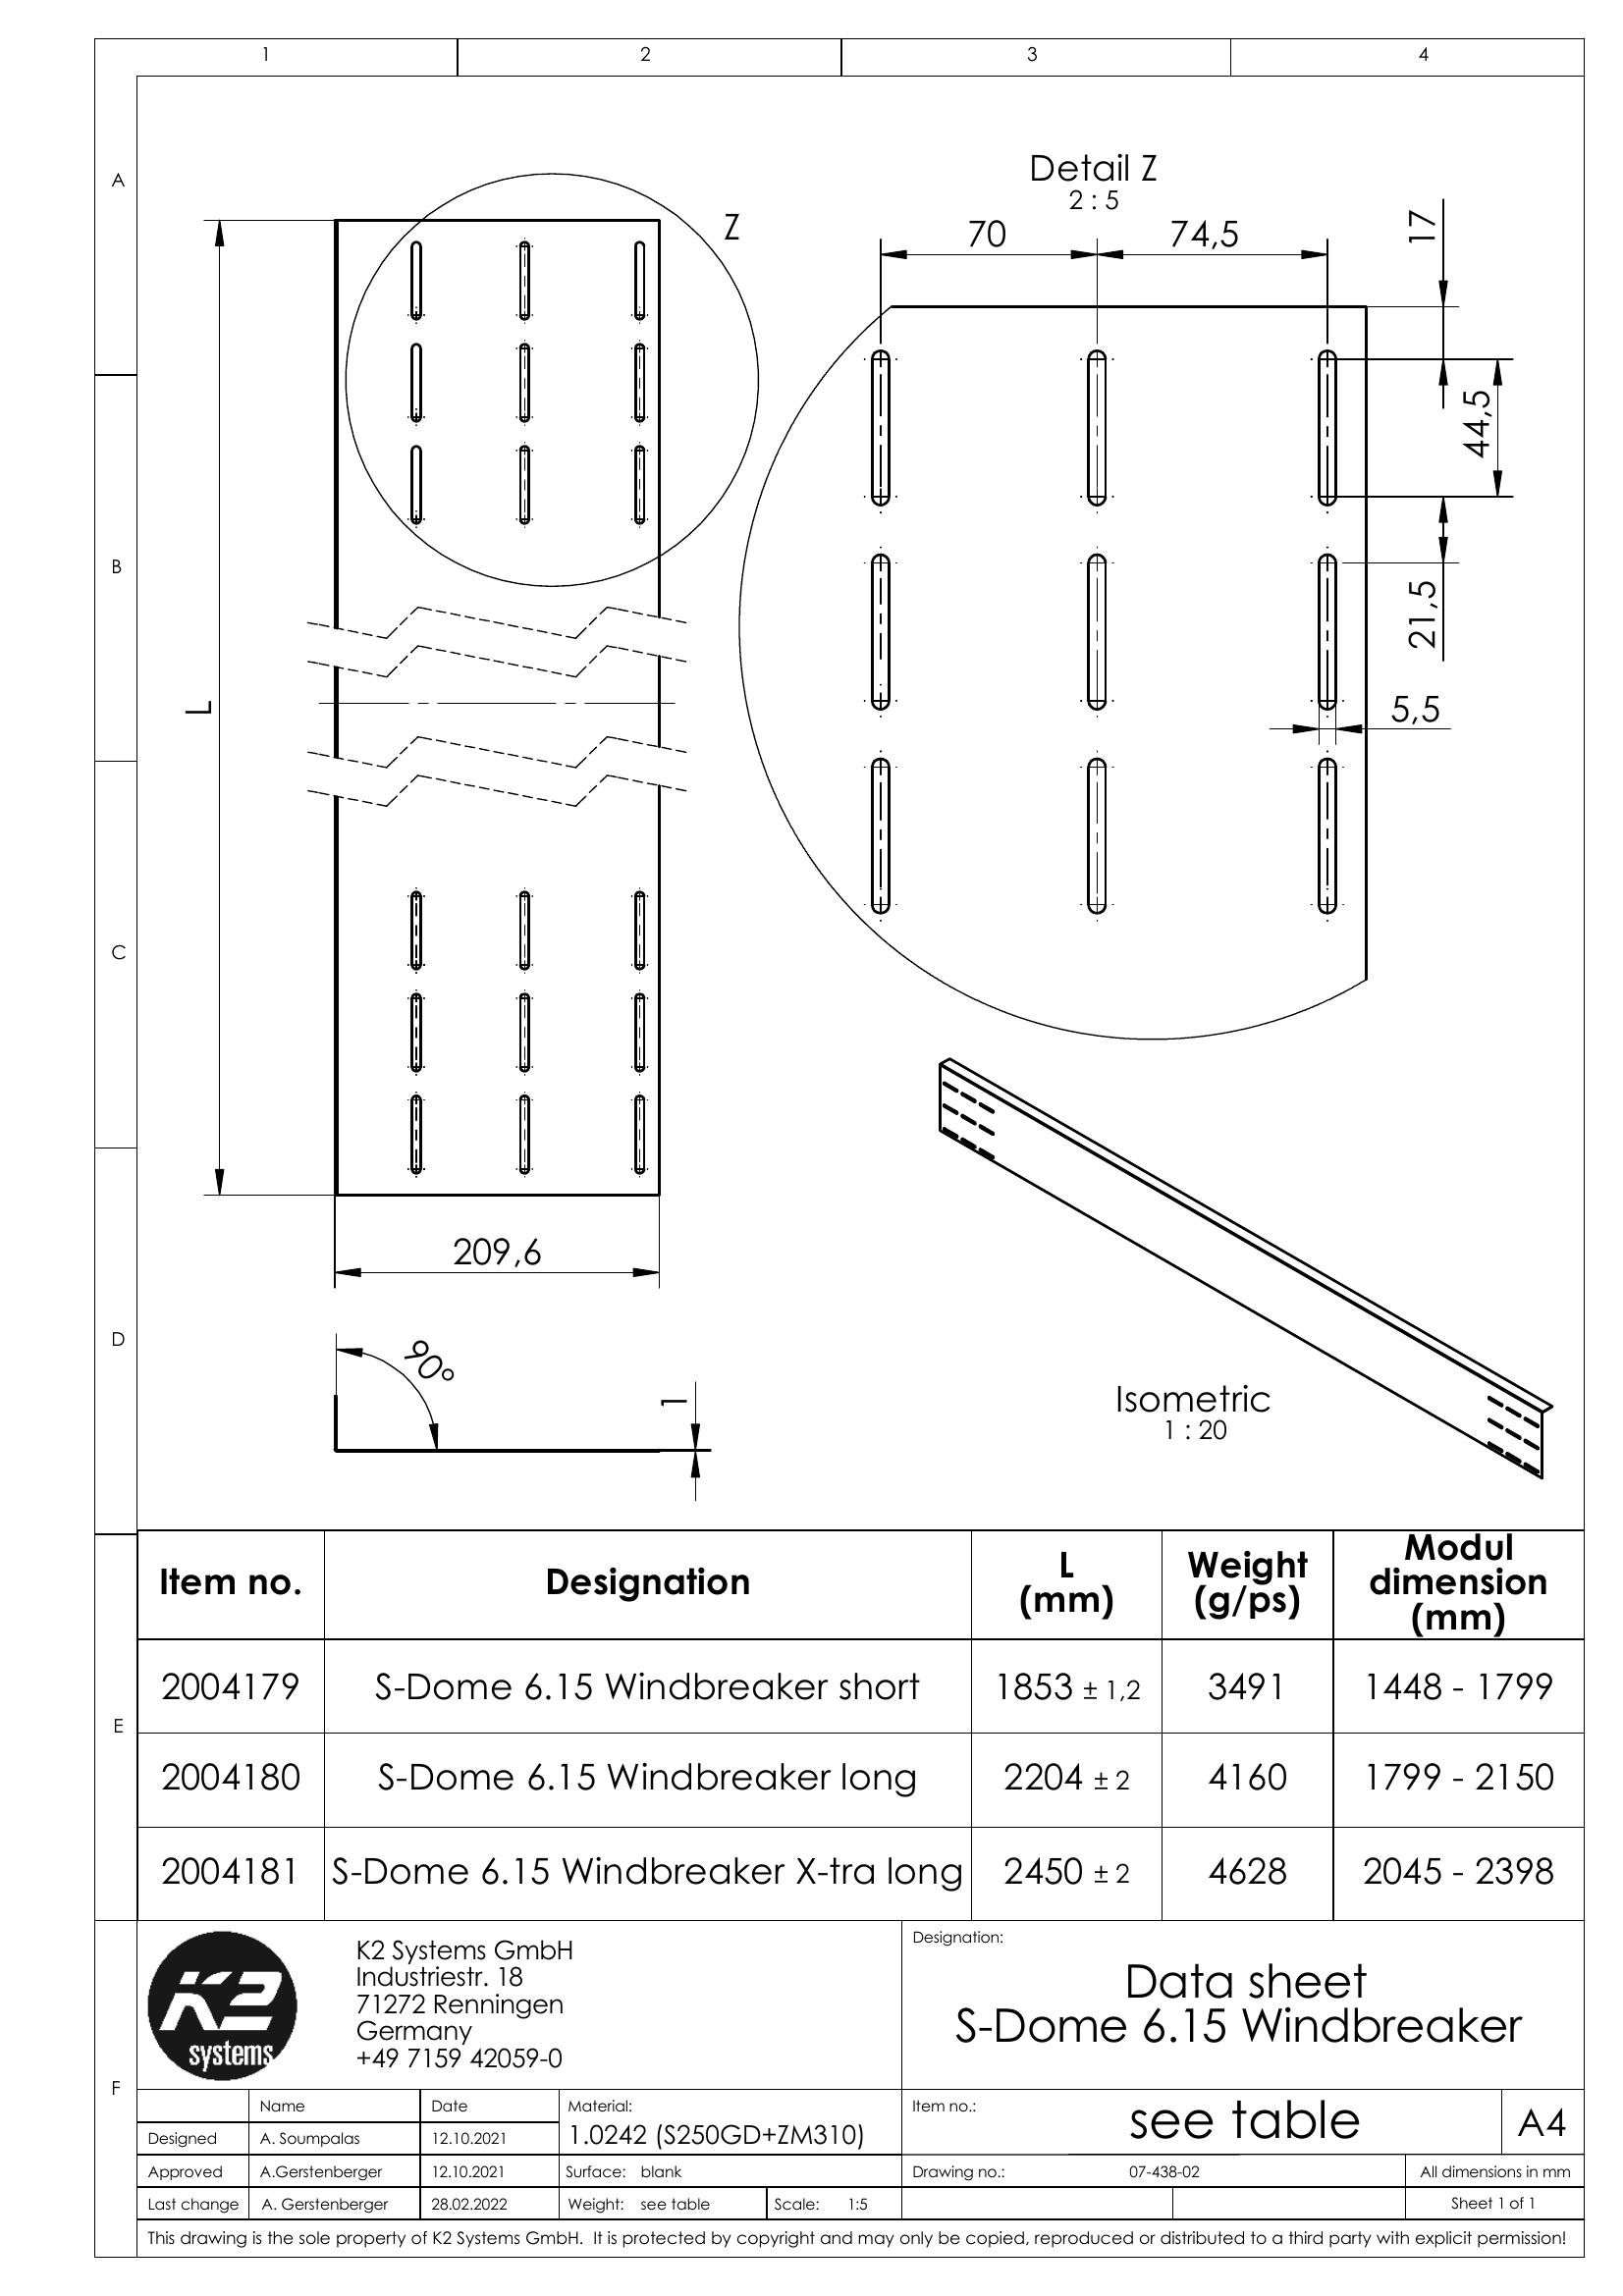 1 2 3 4
A
B
C
D
E
F
Z
L
209,6
90°
1
Detail Z
2 : 5
70 74,5
17
44,5
21,5
5,5
Isometric
1 : 20
Item no. Designation L (mm) Weight (g/ps) Modul dimension (mm)
2004179 S-Dome 6.15 Windbreaker short 1853 ± 1,2 3491 1448 - 1799
2004180 S-Dome 6.15 Windbreaker long 2204 ± 2 4160 1799 - 2150
2004181 S-Dome 6.15 Windbreaker X-tra long 2450 ± 2 4628 2045 - 2398
K2
systems
K2 Systems GmbH
Industriestr. 18
71272 Renningen
Germany
+49 7159 42059-0
Designation:
Data sheet
S-Dome 6.15 Windbreaker
Name Date Material:
1.0242 (S250GD+ZM310)
Item no.: see table A4
Designed A. Soumpalas 12.10.2021
Approved A.Gerstenberger 12.10.2021 Surface: blank Drawing no.: 07-438-02 All dimensions in mm
Last change A. Gerstenberger 28.02.2022 Weight: see table Scale: 1:5 Sheet 1 of 1
This drawing is the sole property of K2 Systems GmbH. It is protected by copyright and may only be copied, reproduced or distributed to a third party with explicit permission!